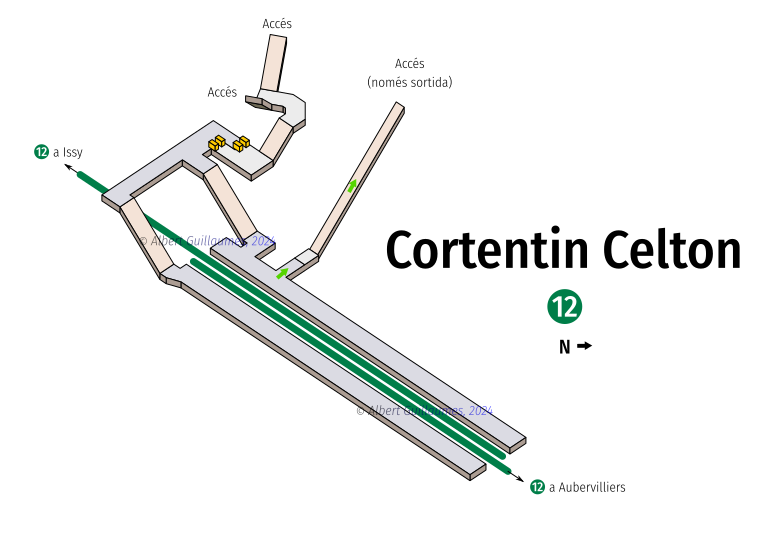 Accés
Accés
(només sortida)
Accés
12 a Issy
© Albert Guillaumes, 2024
Cortentin Celton
12
N
© Albert Guillaumes, 2024
12 a Aubervilliers